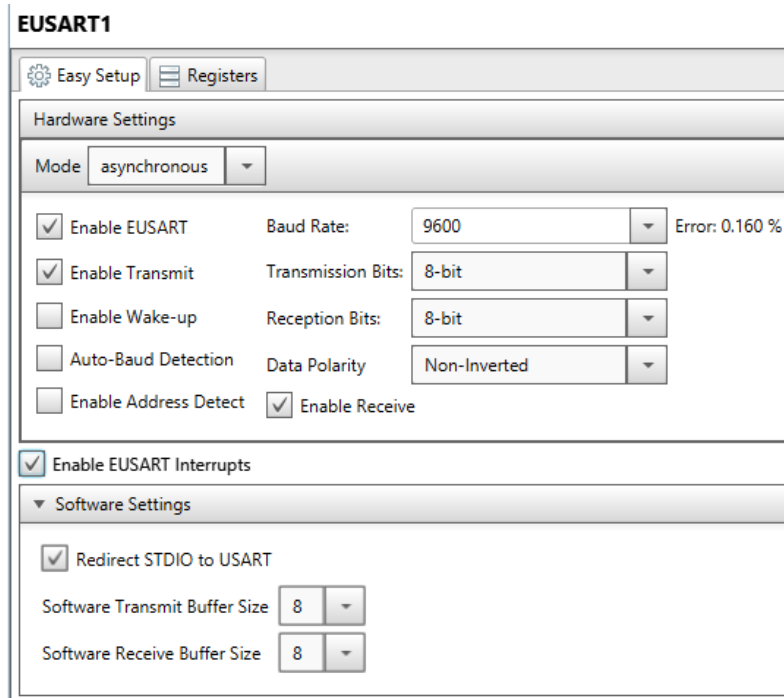 EUSART1
Easy Setup Registers
Hardware Settings
Mode asynchronous
Enable EUSART Baud Rate: 9600 Error: 0.160 %
Enable Transmit Transmission Bits: 8-bit
Enable Wake-up Reception Bits: 8-bit
Auto-Baud Detection Data Polarity Non-Inverted
Enable Address Detect Enable Receive
Enable EUSART Interrupts
Software Settings
Redirect STDIO to USART
Software Transmit Buffer Size 8
Software Receive Buffer Size 8